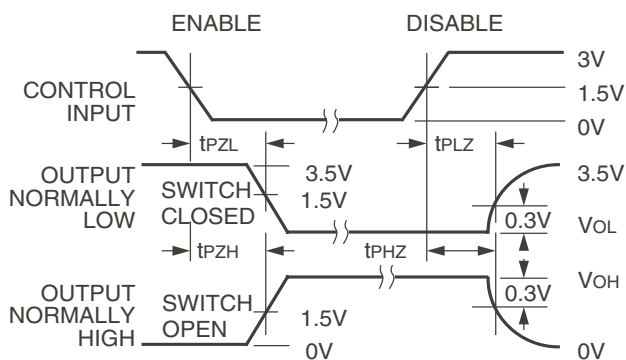 ENABLE DISABLE
3V
CONTROL
INPUT
1.5V
0V
tPZL tPLZ
OUTPUT
NORMALLY
LOW
SWITCH
CLOSED
3.5V
1.5V
3.5V
0.3V VOL
tPZH tPHZ
OUTPUT
NORMALLY
HIGH
SWITCH
OPEN
1.5V
0V
VOH
0.3V
0V